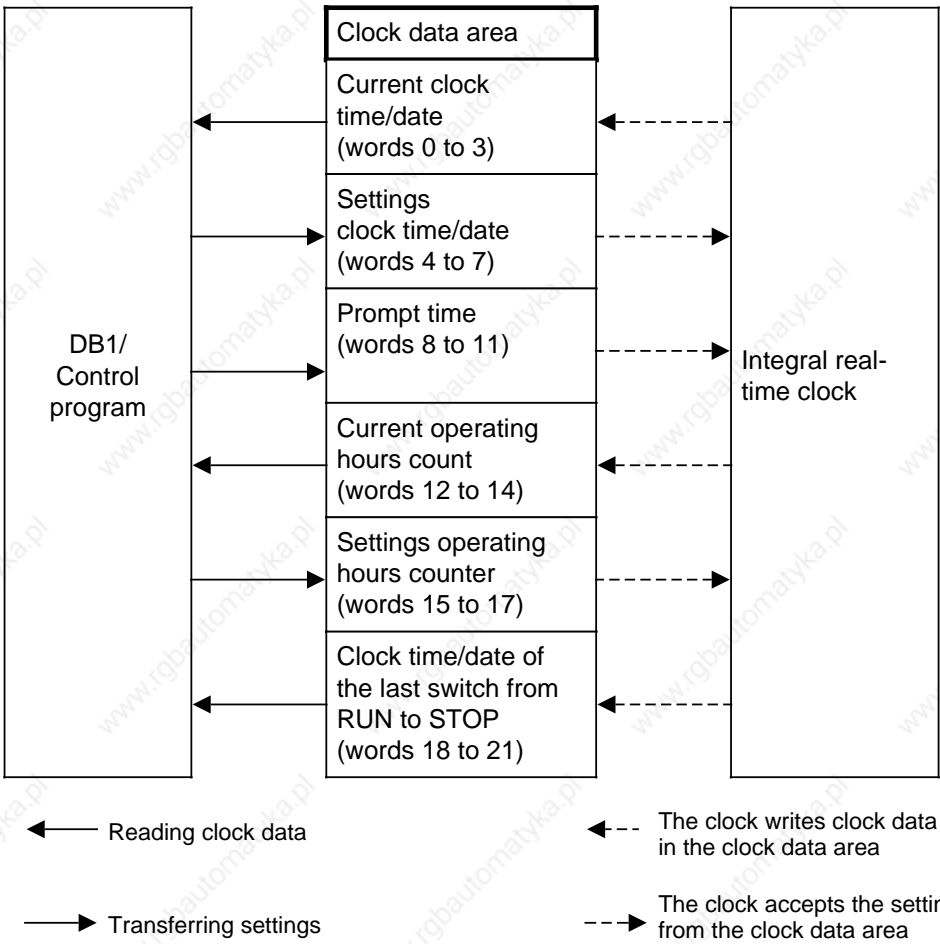 Clock data area
Current clock
time/date
(words 0 to 3)
Settings
clock time/date
(words 4 to 7)
Prompt time
(words 8 to 11)
DB1/
Control
program
Integral real-
time clock
Current operating
hours count
(words 12 to 14)
Settings operating
hours counter
(words 15 to 17)
Clock time/date of
the last switch from
RUN to STOP
(words 18 to 21)
Reading clock data
The clock writes clock data
in the clock data area
Transferring settings
The clock accepts the settin
from the clock data area
www.rgbautomatyka.pl